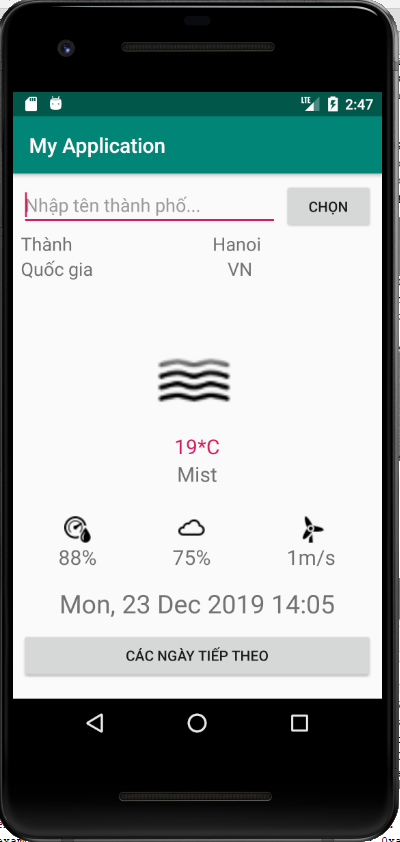 LTE 2:47
My Application
Nhập tên thành phố...
CHỌN
Thành Hanoi
Quốc gia VN
19*C
Mist
88% 75% 1m/s
Mon, 23 Dec 2019 14:05
CÁC NGÀY TIẾP THEO